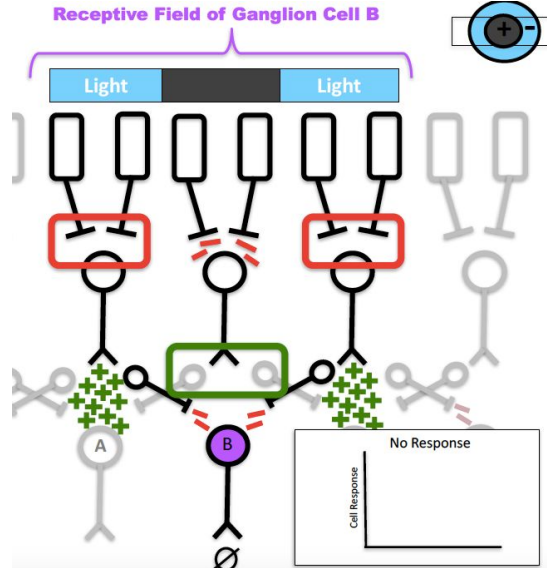 Receptive Field of Ganglion Cell B
+ -
Light Light
A
B
No Response
Cell Response
Ø